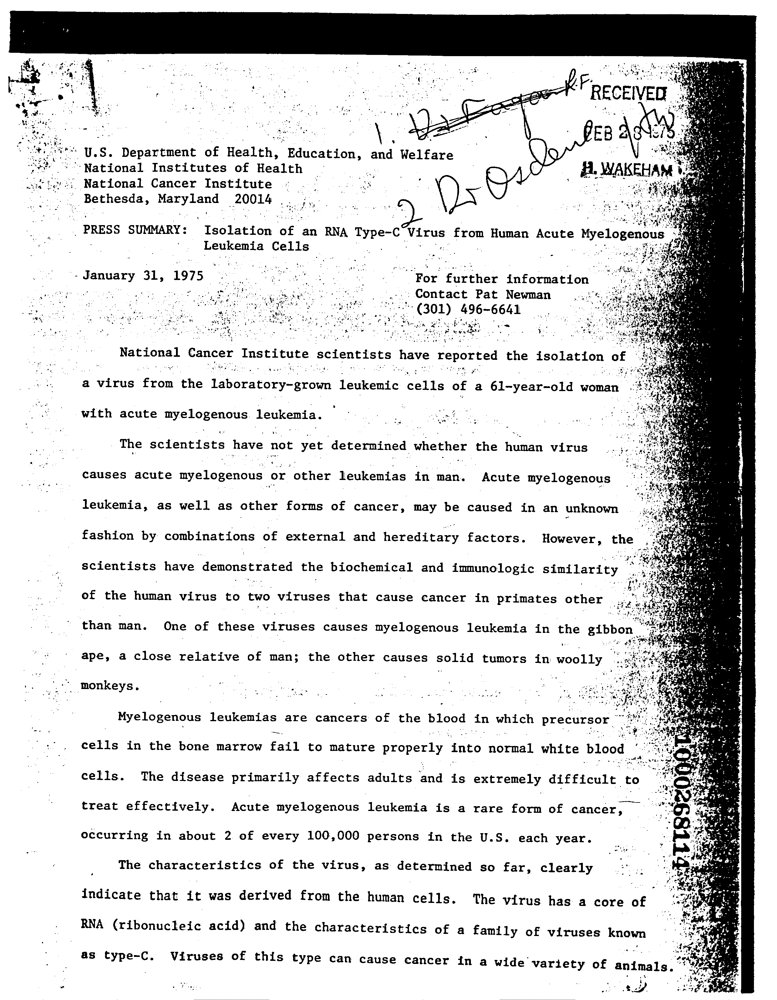 RECEIVED
FEB 28 1975
H. WAKEHAM
1. Dr Fagan R.F.
2 Dr Osdene
U.S. Department of Health, Education, and Welfare
National Institutes of Health
National Cancer Institute
Bethesda, Maryland 20014
PRESS SUMMARY: Isolation of an RNA Type-C Virus from Human Acute Myelogenous
Leukemia Cells
January 31, 1975
For further information
Contact Pat Newman
(301) 496-6641
National Cancer Institute scientists have reported the isolation of
a virus from the laboratory-grown leukemic cells of a 61-year-old woman
with acute myelogenous leukemia.
The scientists have not yet determined whether the human virus
causes acute myelogenous or other leukemias in man. Acute myelogenous
leukemia, as well as other forms of cancer, may be caused in an unknown
fashion by combinations of external and hereditary factors. However, the
scientists have demonstrated the biochemical and immunologic similarity
of the human virus to two viruses that cause cancer in primates other
than man. One of these viruses causes myelogenous leukemia in the gibbon
ape, a close relative of man; the other causes solid tumors in woolly
monkeys.
Myelogenous leukemias are cancers of the blood in which precursor
cells in the bone marrow fail to mature properly into normal white blood
cells. The disease primarily affects adults and is extremely difficult to
treat effectively. Acute myelogenous leukemia is a rare form of cancer,
occurring in about 2 of every 100,000 persons in the U.S. each year.
The characteristics of the virus, as determined so far, clearly
indicate that it was derived from the human cells. The virus has a core of
RNA (ribonucleic acid) and the characteristics of a family of viruses known
as type-C. Viruses of this type can cause cancer in a wide variety of animals.
1000268114